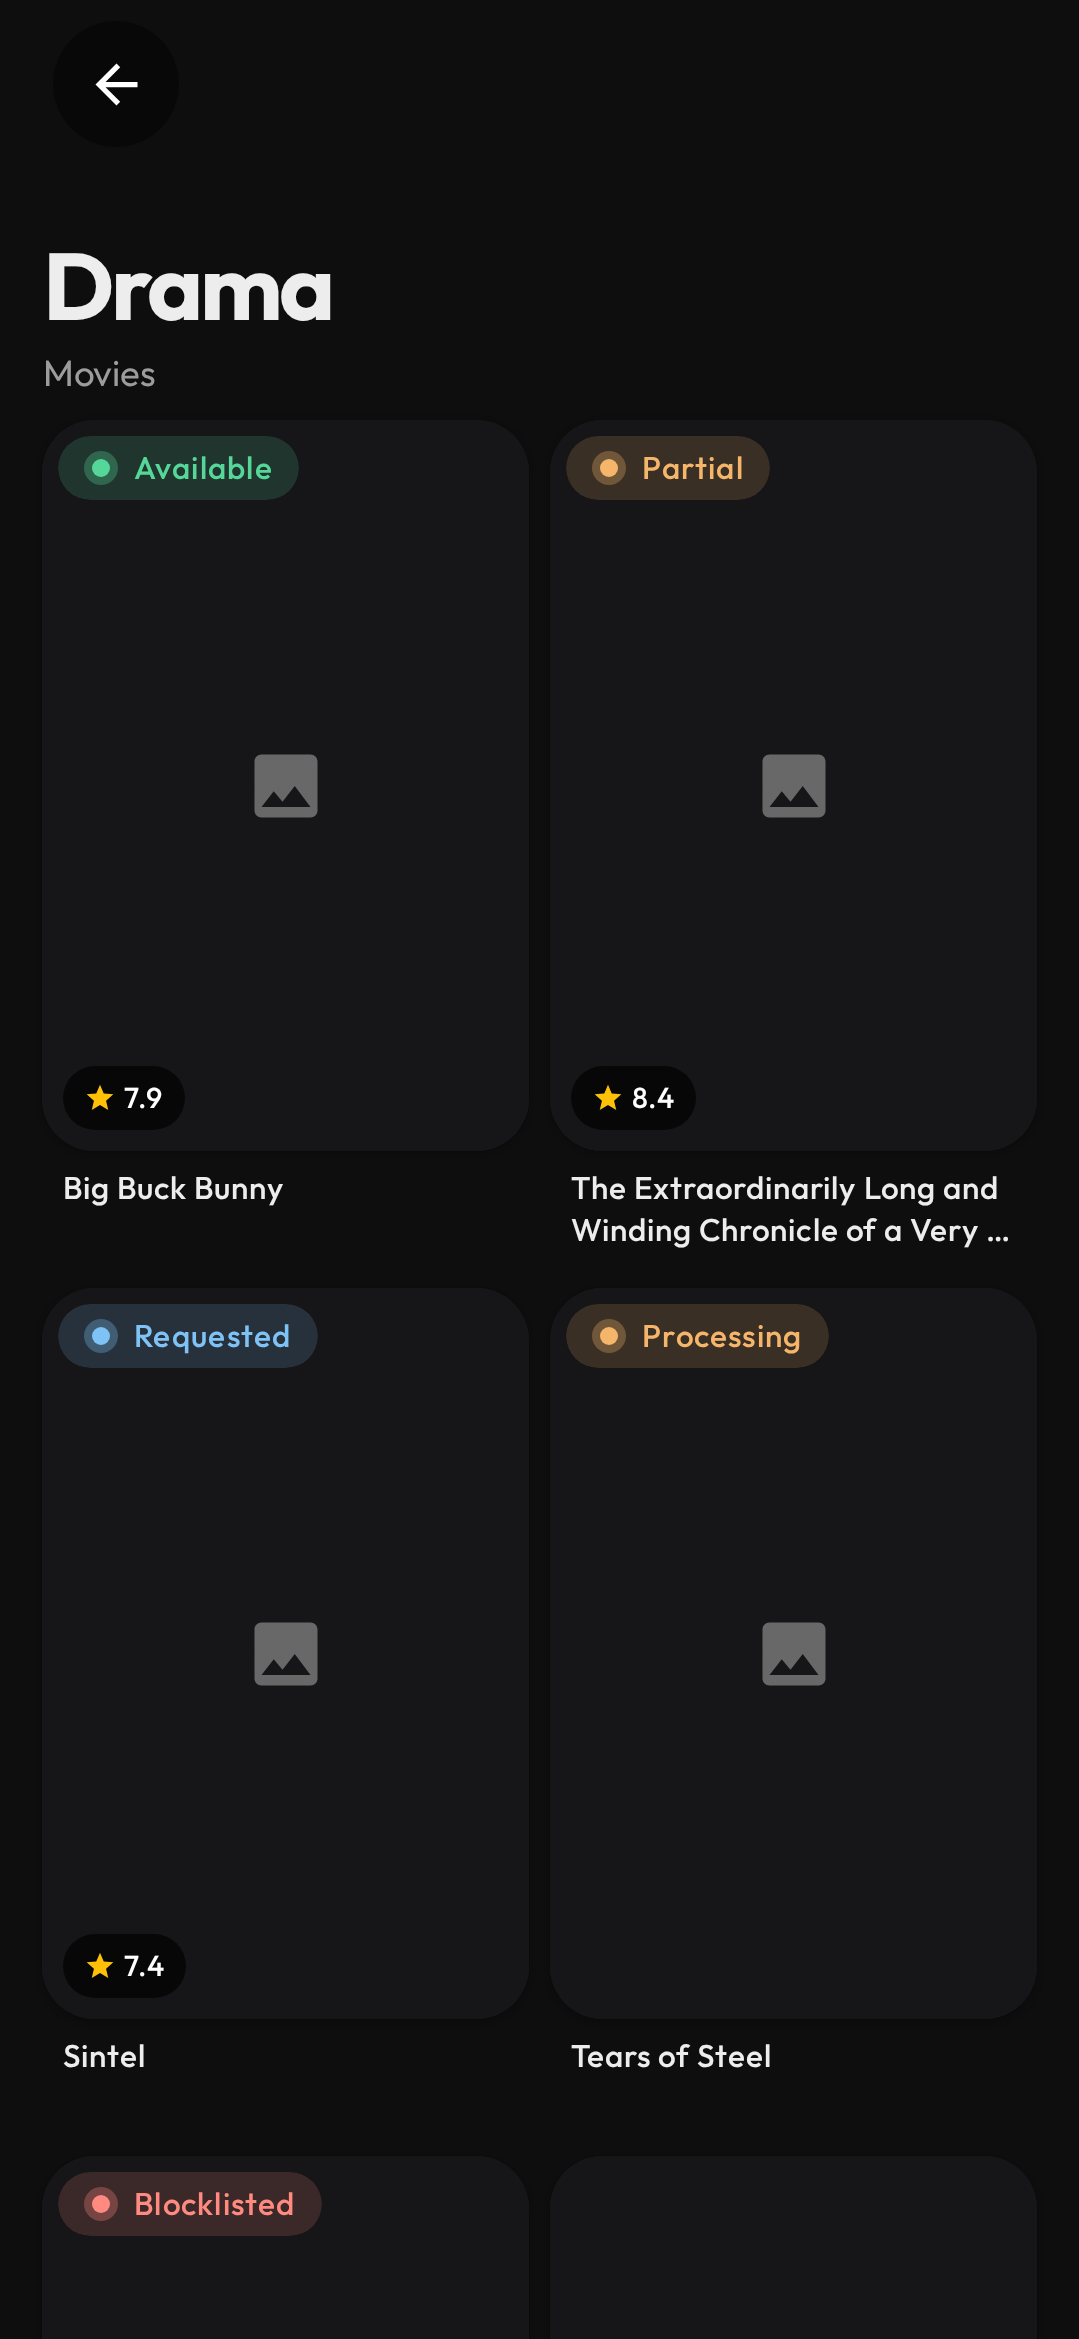 Drama
Movies
Available
Partial
7.9
8.4
Big Buck Bunny
The Extraordinarily Long and
Winding Chronicle of a Very ...
Requested
Processing
7.4
Sintel
Tears of Steel
Blocklisted